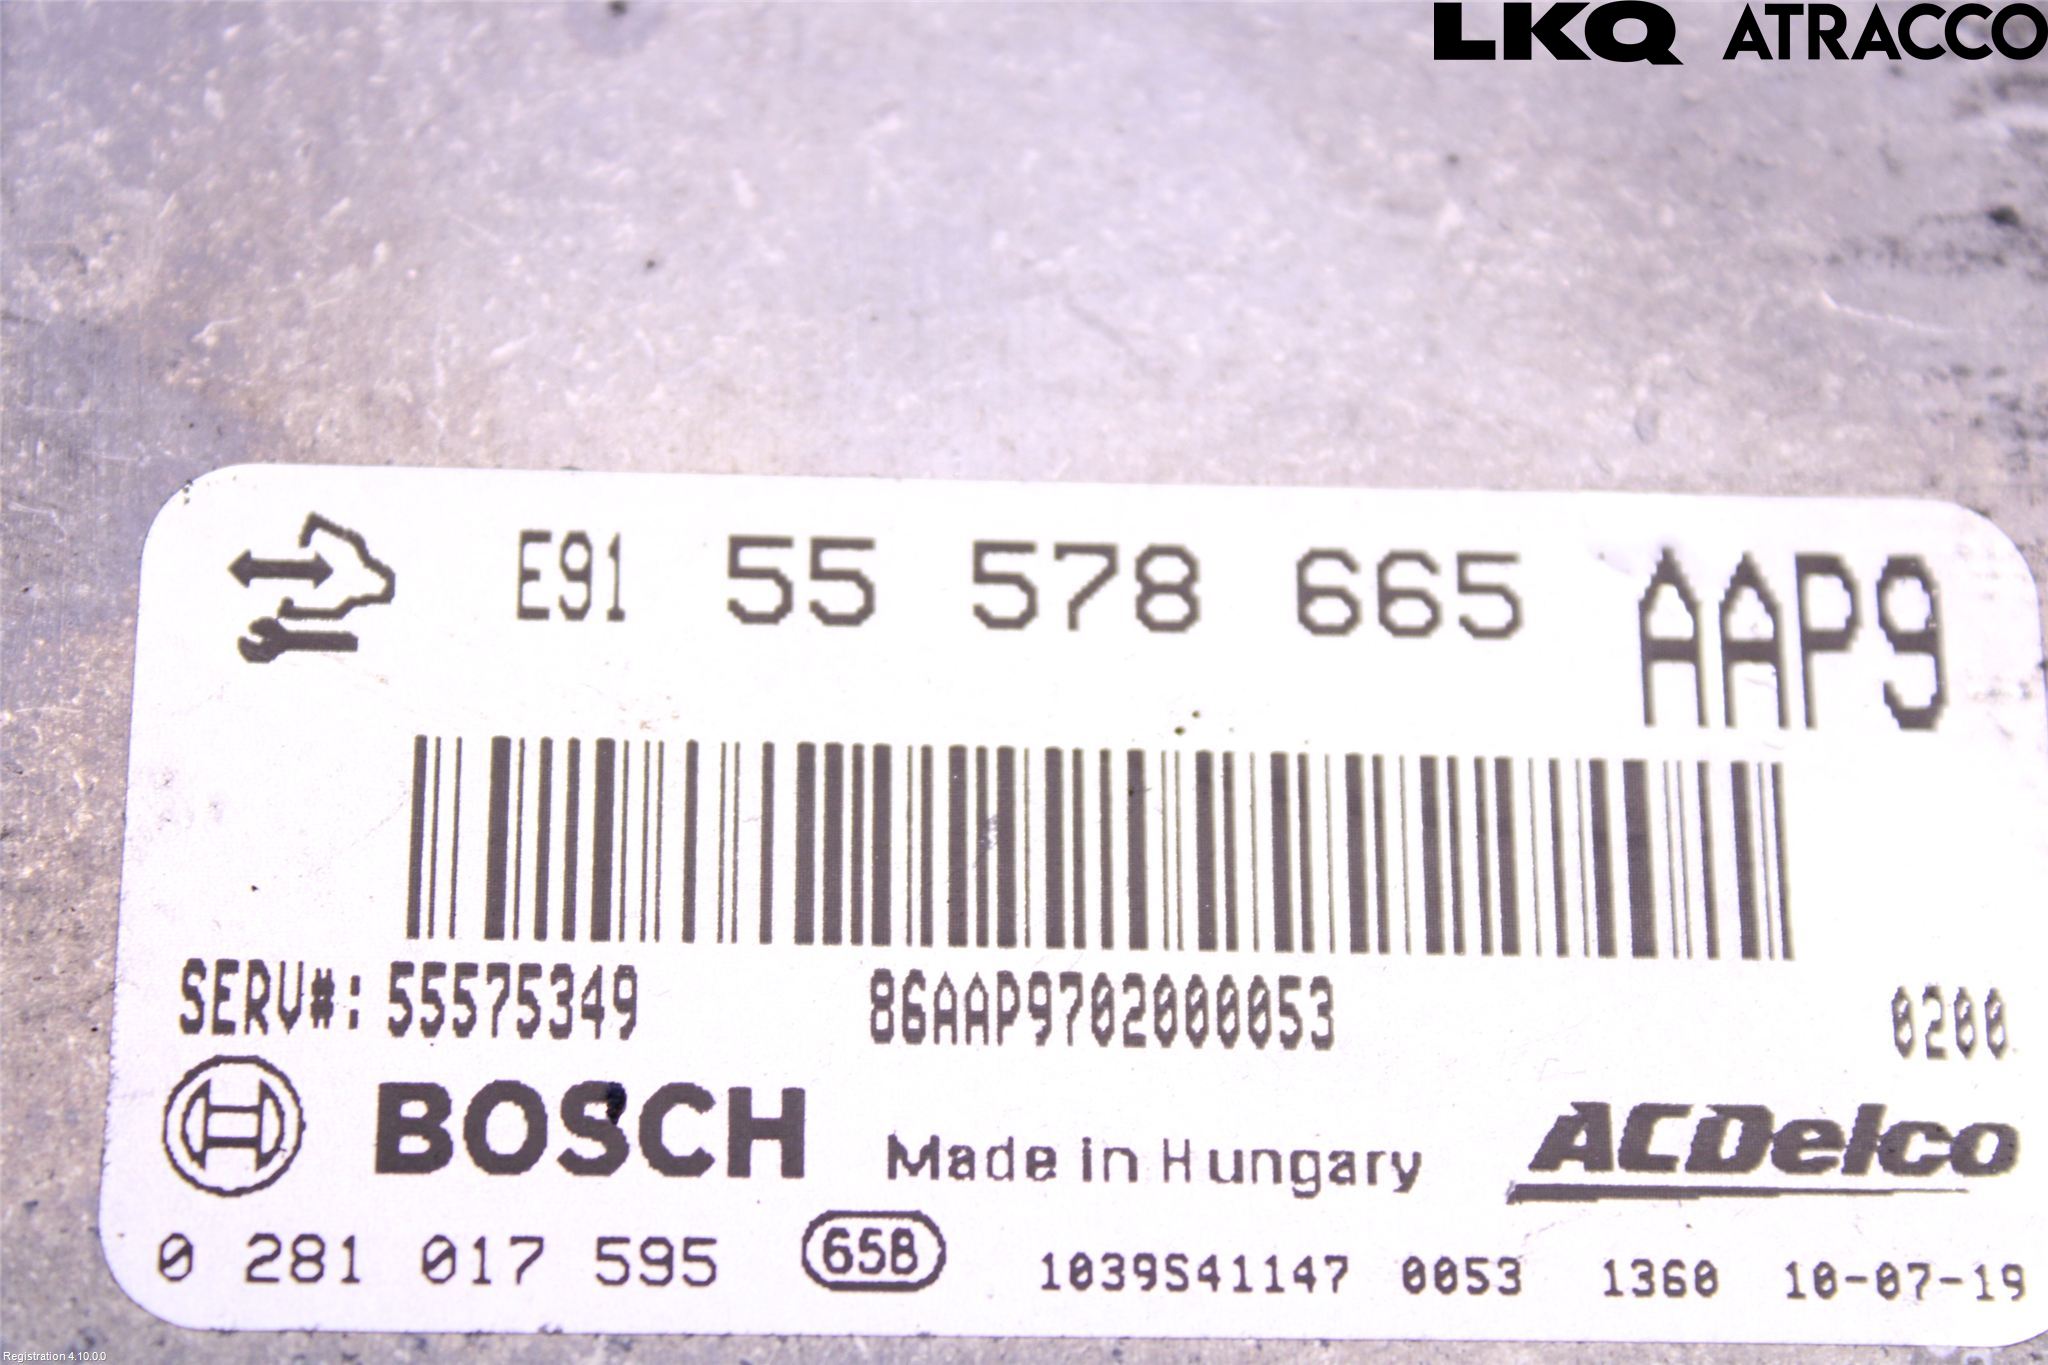 LKQ ATRACCO
E91 55 578 665 AAP9
SERV#: 55575349 86AAP9702000053 0200
BOSCH Made in Hungary ACDelco
0 281 017 595 65B 1039S41147 0053 1360 10-07-19
Registration 4.10.0.0